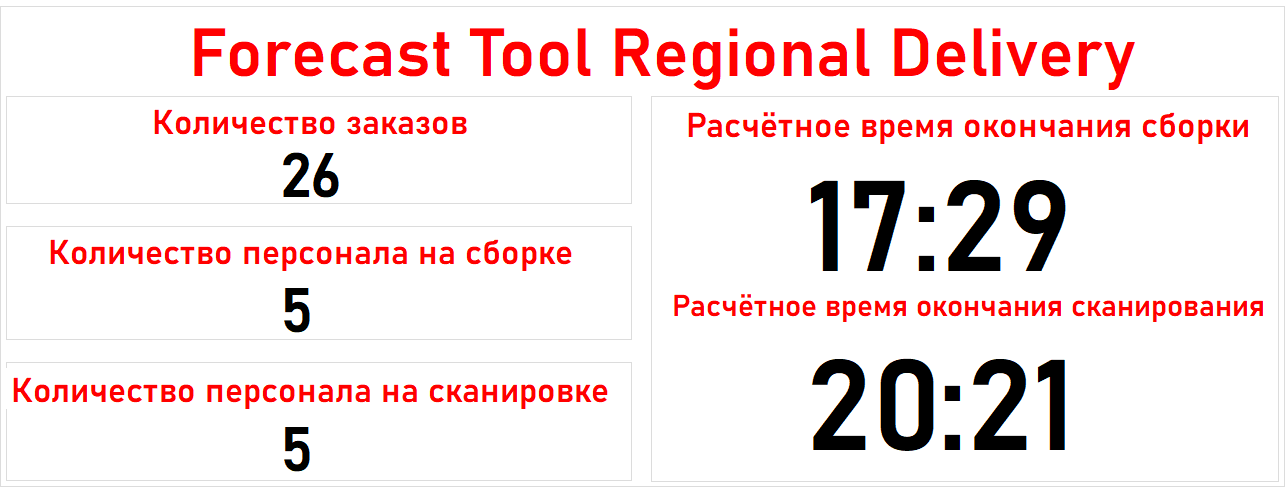 Forecast Tool Regional Delivery
Количество заказов
26
Количество персонала на сборке
5
Количество персонала на сканировке
5
Расчётное время окончания сборки
17:29
Расчётное время окончания сканирования
20:21